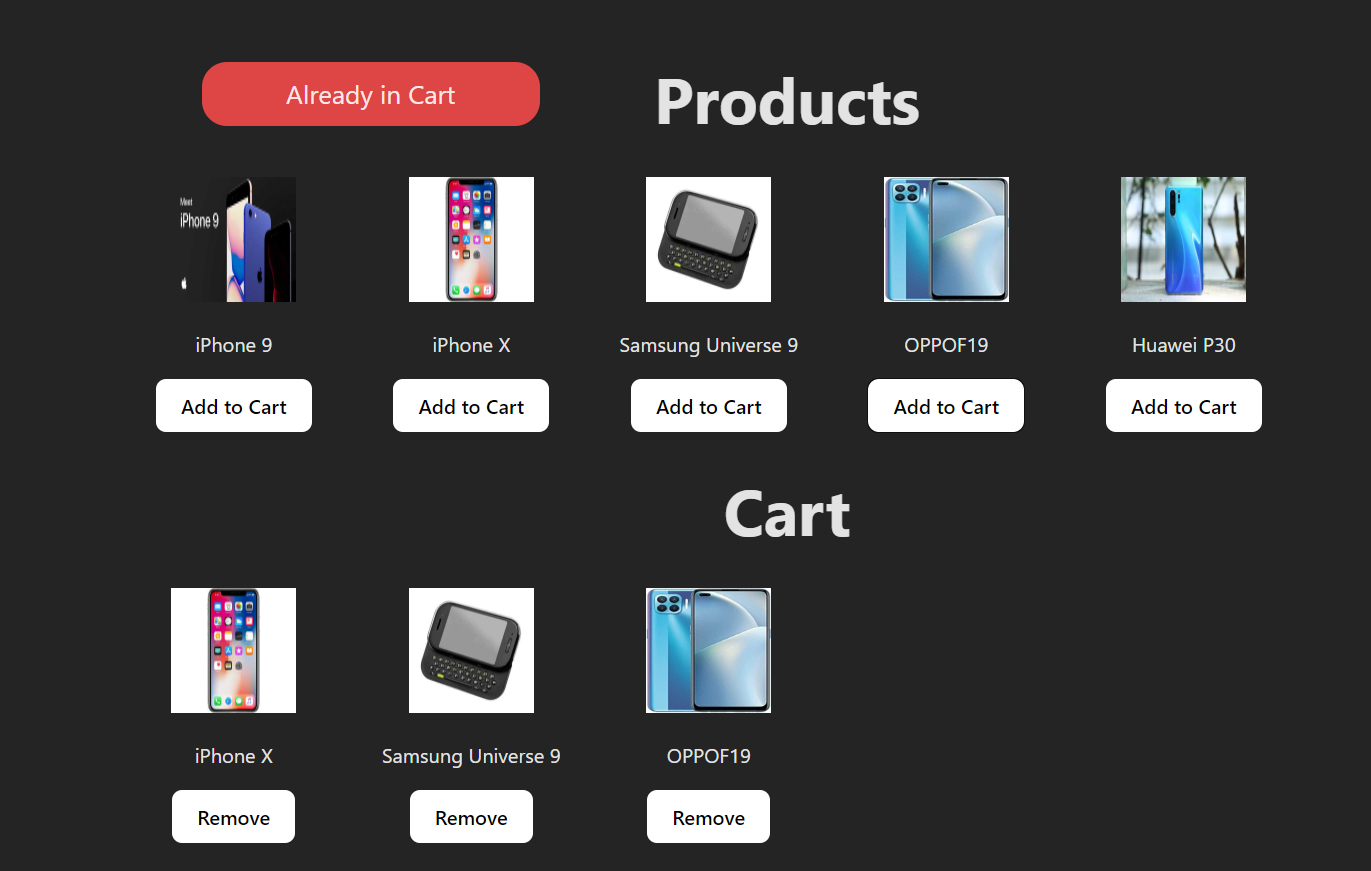 Already in Cart
Products
Meet
iPhone 9
iPhone 9
iPhone X
Samsung Universe 9
OPPOF19
Huawei P30
Add to Cart
Add to Cart
Add to Cart
Add to Cart
Add to Cart
Cart
iPhone X
Samsung Universe 9
OPPOF19
Remove
Remove
Remove